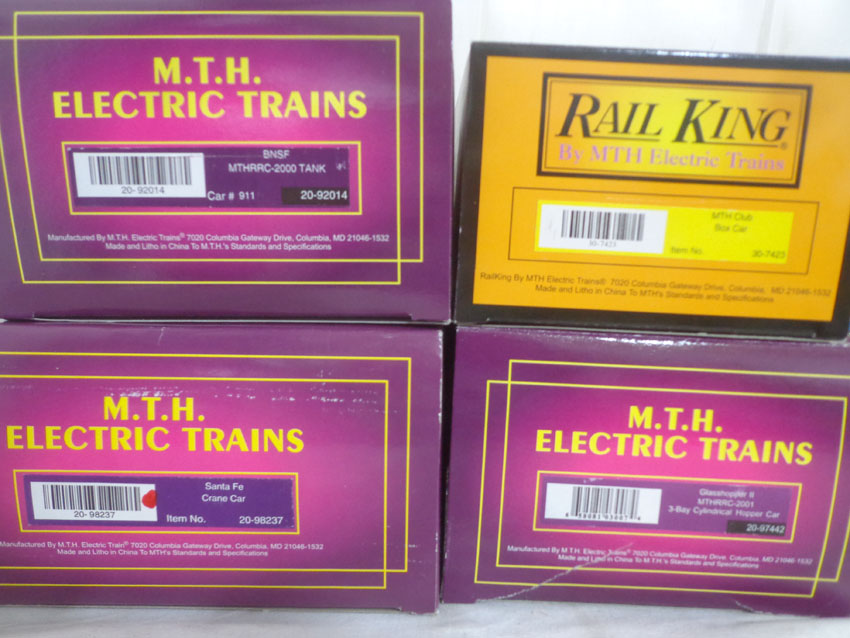 M.T.H.
ELECTRIC TRAINS
BNSF
MTHRRC-2000 TANK
20-92014
Car # 911
20-92014
Manufactured By M.T.H. Electric Trains® 7020 Columbia Gateway Drive, Columbia, MD 21046-1532
Made and Litho in China To M.T.H.'s Standards and Specifications
RAIL KING®
By MTH Electric Trains
MTH Club
Box Car
30-7423
Item No.
30-7423
RailKing By MTH Electric Trains® 7020 Columbia Gateway Drive, Columbia, MD 21046-1532
Made and Litho in China To MTH's Standards and Specifications
M.T.H.
ELECTRIC TRAINS
Santa Fe
Crane Car
20-98237
Item No.
20-98237
Manufactured By M.T.H. Electric Train® 7020 Columbia Gateway Drive, Columbia, MD 21046-1532
Made and Litho in China To MTH's Standards and Specifications
M.T.H.
ELECTRIC TRAINS
Glasshoppler II
MTHRRC-2001
3-Bay Cylindrical Hopper Car
20-97442
Manufactured By M.T.H. Electric Trains® 7020 Columbia Gateway Drive, Columbia, MD 21046-1532
Made and Litho in China To M.T.H.'s Standards and Specifications